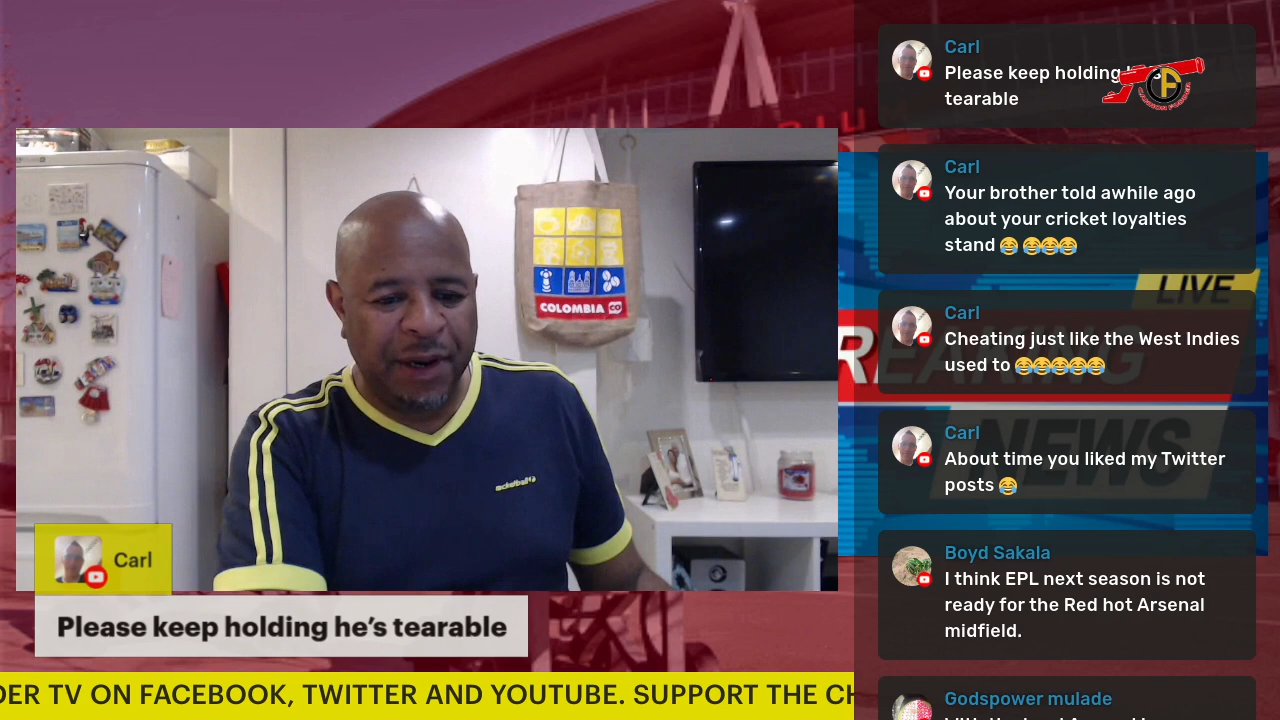 Carl
Please keep holding
tearable
Carl
Your brother told awhile ago
about your cricket loyalties
stand 😂 😂😂😂
LIVE
Carl
Cheating just like the West Indies
used to 😂😂😂😂😂
BREAKING
Carl
About time you liked my Twitter
posts 😂
NEWS
Boyd Sakala
I think EPL next season is not
ready for the Red hot Arsenal
midfield.
Godspower mulade
COLOMBIA CO
Carl
Please keep holding he's tearable
DER TV ON FACEBOOK, TWITTER AND YOUTUBE. SUPPORT THE CH